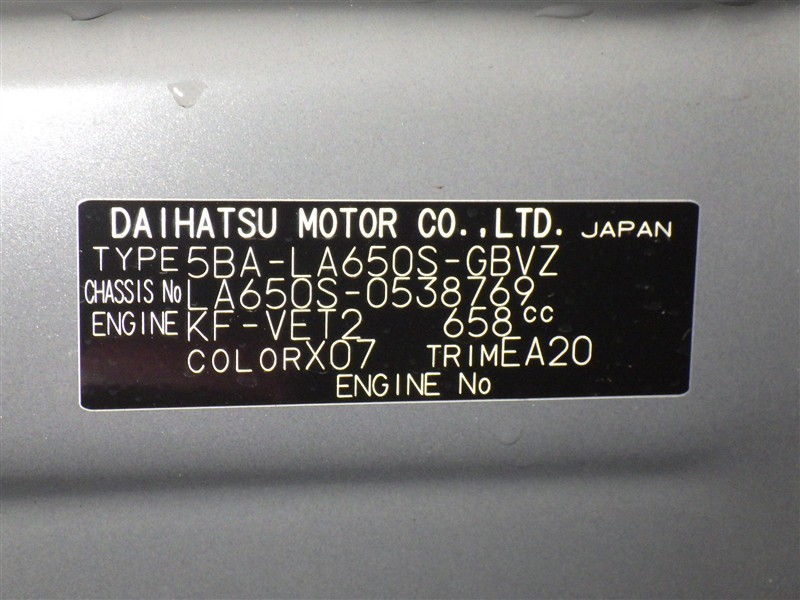 DAIHATSU MOTOR CO.,LTD. JAPAN
TYPE 5BA-LA650S-GBVZ
CHASSIS No LA650S-0538769
ENGINE KF-VET2 658cc
COLOR X07 TRIM EA20
ENGINE No